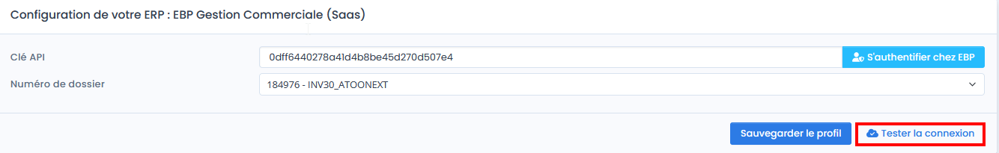 Configuration de votre ERP : EBP Gestion Commerciale (Saas)
Clé API 0dff6440278a41d4b8be45d270d507e4 S'authentifier chez EBP
Numéro de dossier 184976 - INV30_ATOONEXT
Sauvegarder le profil Tester la connexion